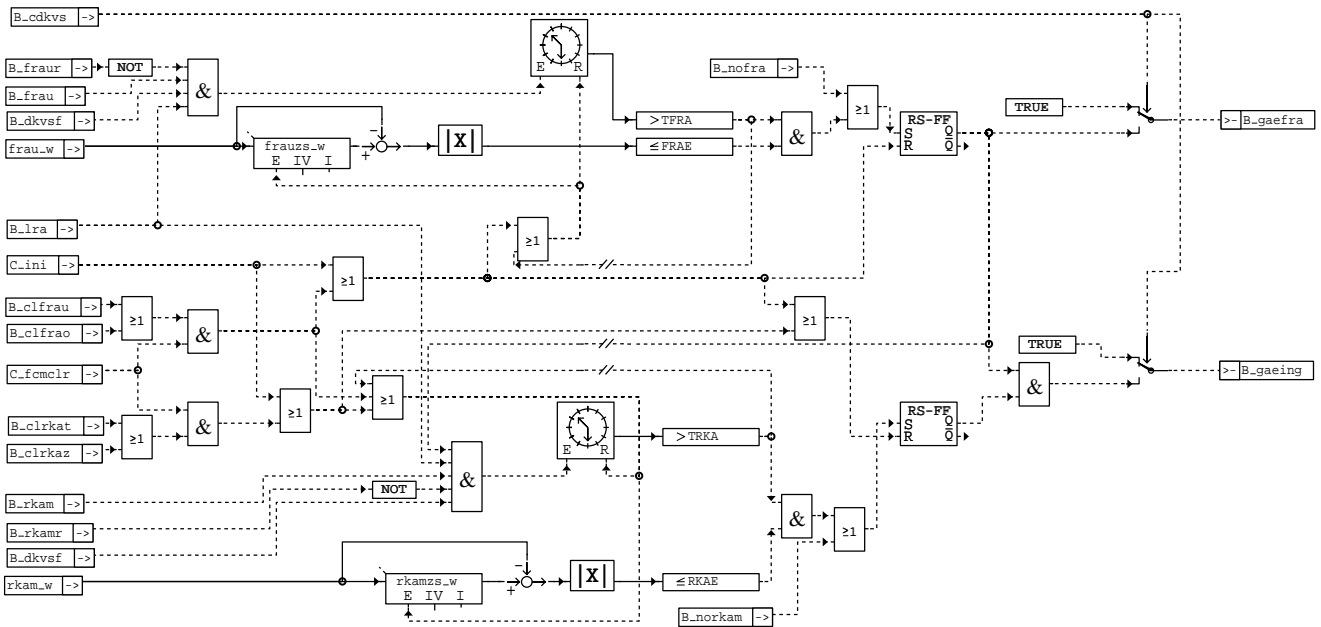 B_cdkvs ->
B_fraur -> NOT
B_frau ->
B_dkvsf ->
&
frau_w ->
E R
frauzs_w
E IV I
-
+
|X|
>TFRA
≤FRAE
B_nofra ->
&
≥1
RS-FF
S Q
R Q
TRUE
>- B_gaefra
B_lra ->
≥1
C_ini ->
≥1
B_clfrau ->
B_clfrao ->
≥1
&
≥1
C_fcmclr ->
TRUE
>- B_gaeing
&
B_clrkat ->
B_clrkaz ->
≥1
&
≥1
≥1
E R
>TRKA
RS-FF
S Q
R Q
B_rkam ->
NOT
&
B_rkamr ->
B_dkvsf ->
&
≥1
rkam_w ->
rkamzs_w
E IV I
-
+
|X|
≤RKAE
B_norkam ->